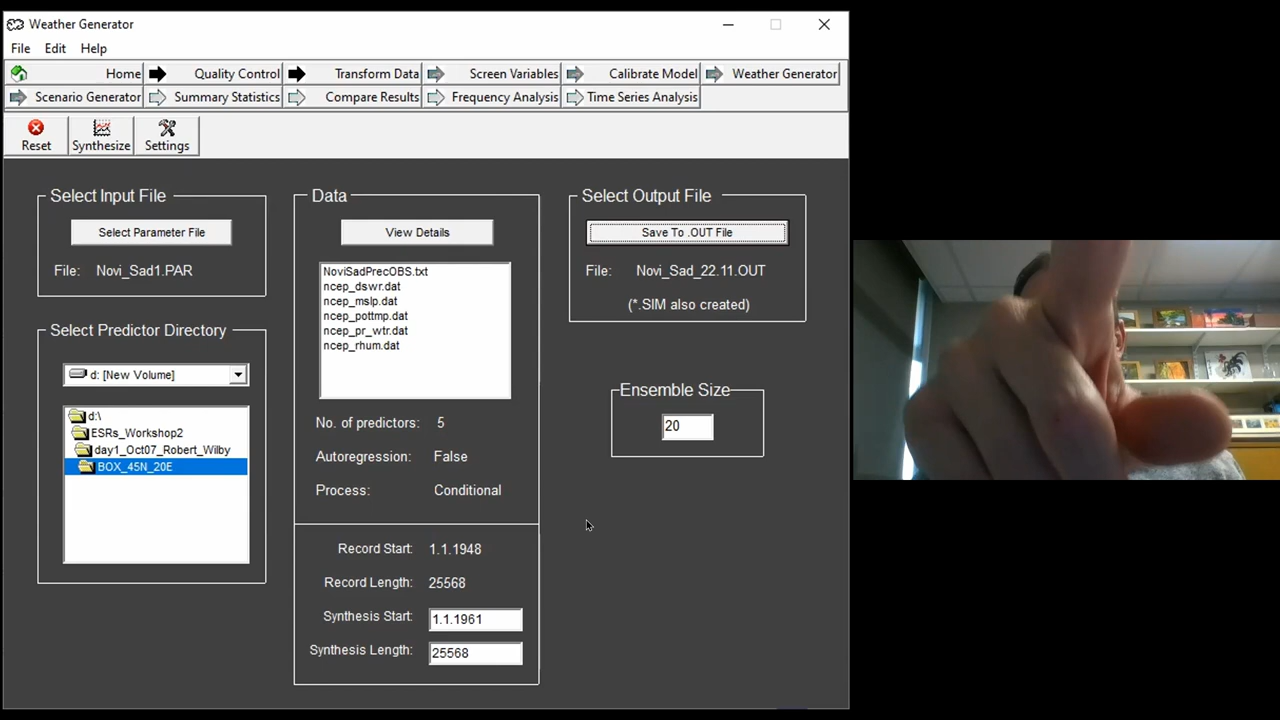 Weather Generator
File Edit Help
Home Quality Control Transform Data Screen Variables Calibrate Model Weather Generator
Scenario Generator Summary Statistics Compare Results Frequency Analysis Time Series Analysis
Reset Synthesize Settings
Select Input File
Select Parameter File
File: Novi_Sad1.PAR
Select Predictor Directory
d: [New Volume]
d:\
ESRs_Workshop2
day1_Oct07_Robert_Wilby
BOX_45N_20E
Data
View Details
NoviSadPrecOBS.txt
ncep_dswr.dat
ncep_mslp.dat
ncep_pottmp.dat
ncep_pr_wtr.dat
ncep_rhum.dat
No. of predictors: 5
Autoregression: False
Process: Conditional
Record Start: 1.1.1948
Record Length: 25568
Synthesis Start: 1.1.1961
Synthesis Length: 25568
Select Output File
Save To .OUT File
File: Novi_Sad_22.11.OUT
(*.SIM also created)
Ensemble Size
20